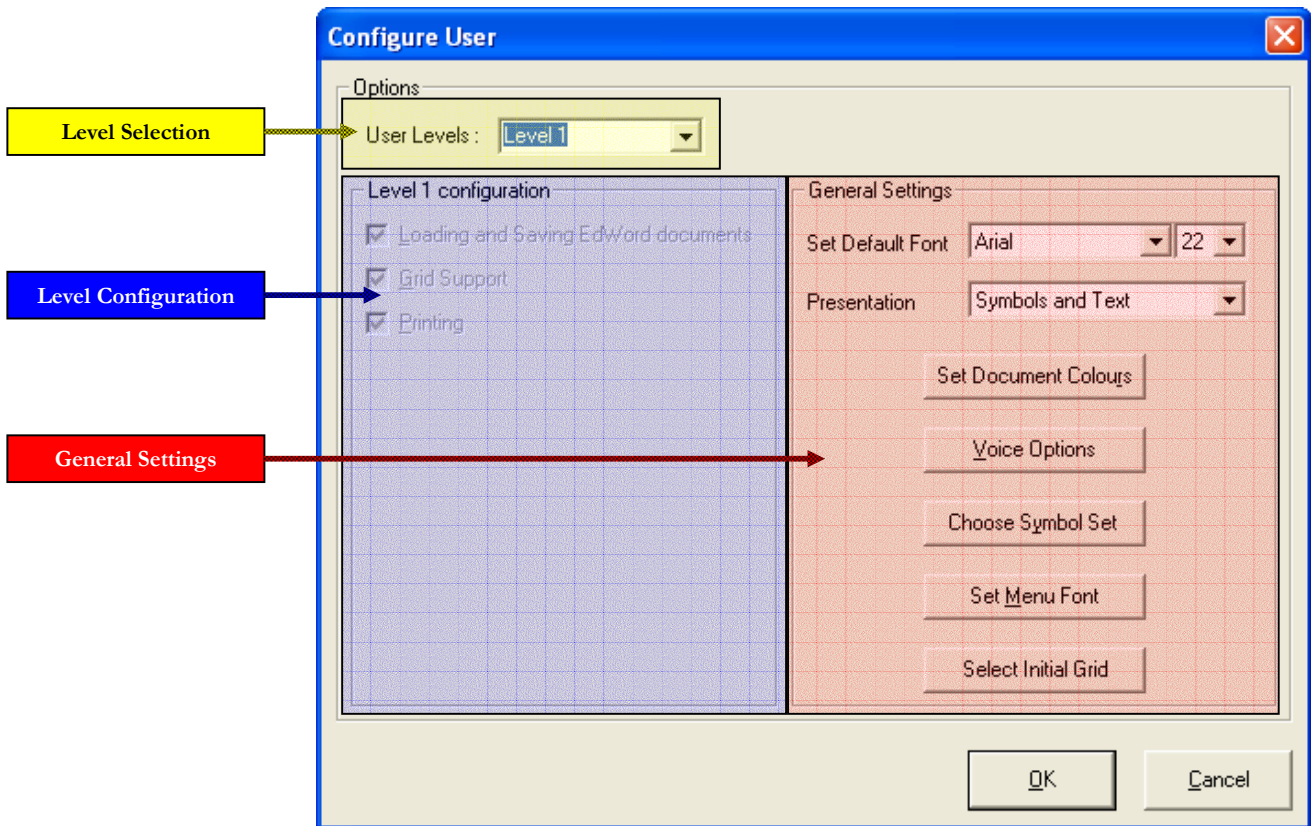 Configure User
Options
Level Selection
User Levels : Level 1
Level 1 configuration
General Settings
Loading and Saving EdWord documents
Set Default Font Arial 22
Grid Support
Level Configuration
Presentation Symbols and Text
Printing
Set Document Colours
General Settings
Voice Options
Choose Symbol Set
Set Menu Font
Select Initial Grid
OK Cancel